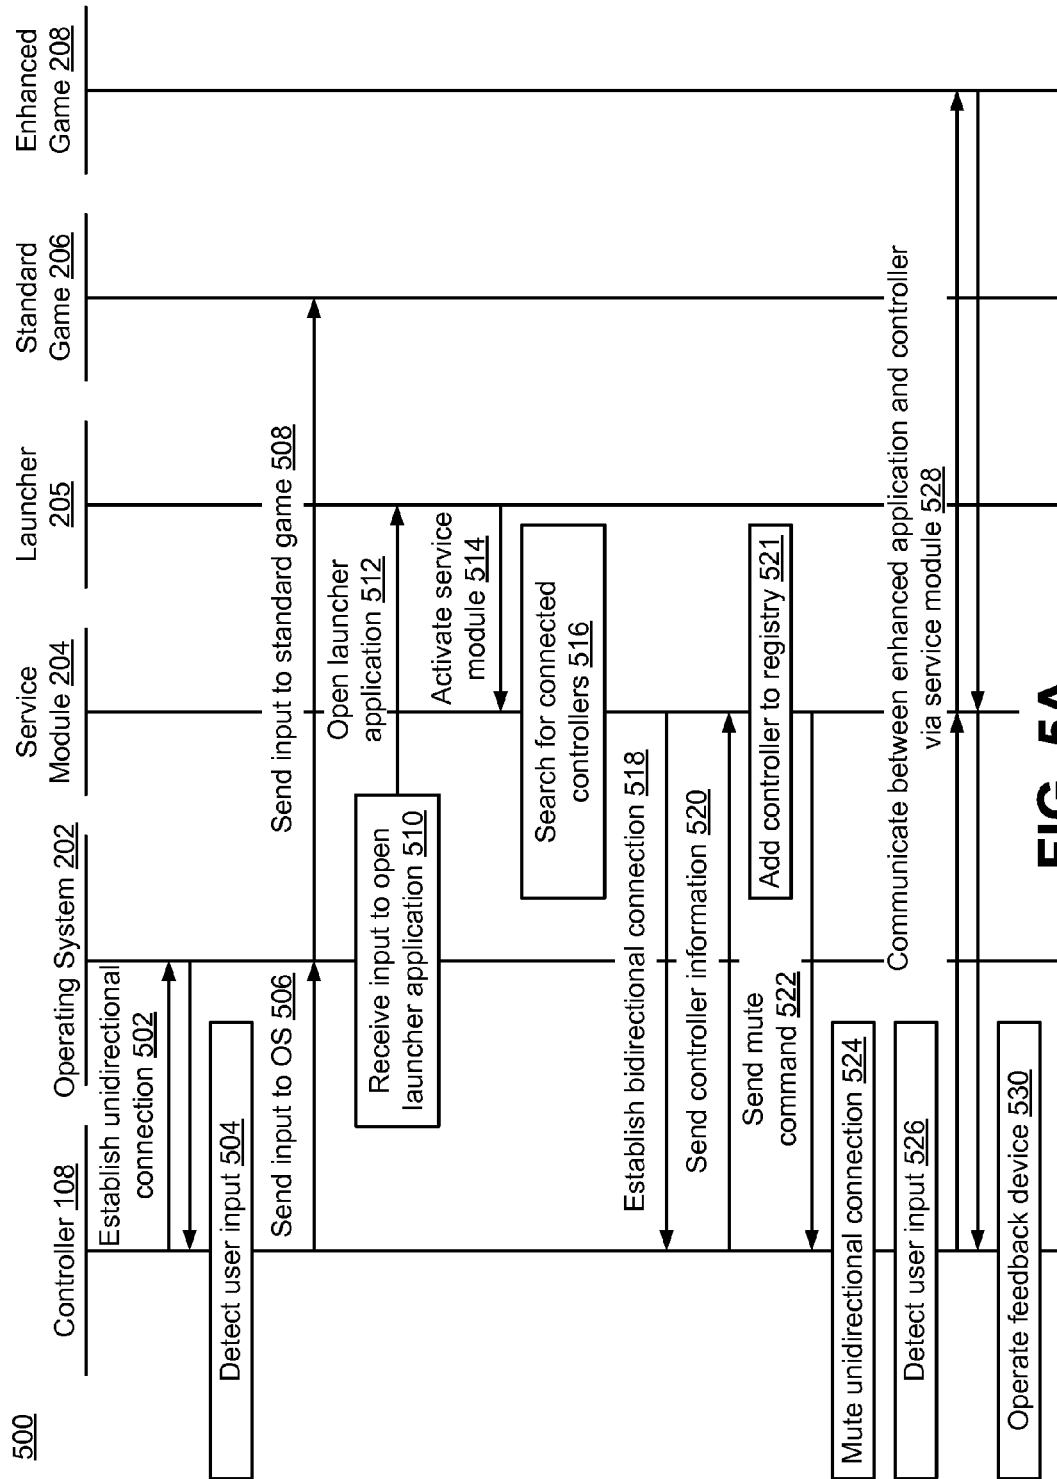 500
Controller 108
Operating System 202
Service
Module 204
Launcher
205
Standard
Game 206
Enhanced
Game 208
Establish unidirectional
connection 502
Detect user input 504
Send input to OS 506
Send input to standard game 508
Receive input to open
launcher application 510
Open launcher
application 512
Activate service
module 514
Search for connected
controllers 516
Establish bidirectional connection 518
Send controller information 520
Add controller to registry 521
Send mute
command 522
Mute unidirectional connection 524
Detect user input 526
Communicate between enhanced application and controller
via service module 528
Operate feedback device 530
FIG. 5A